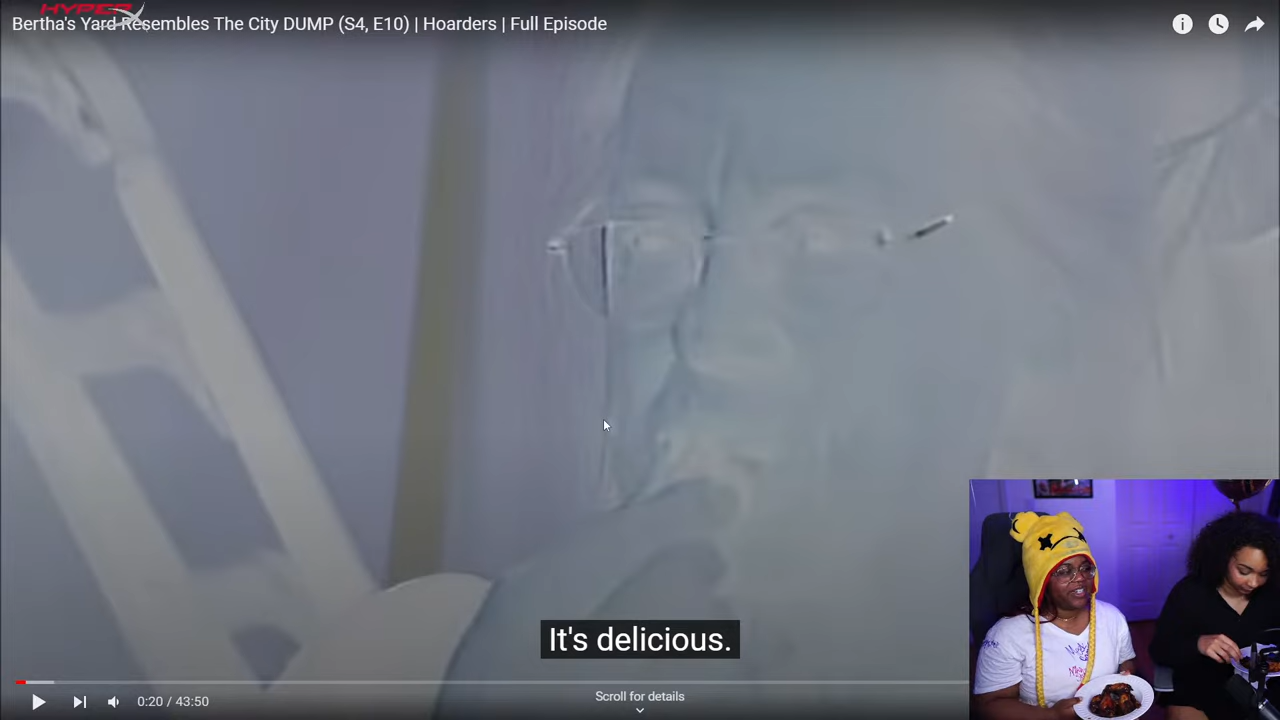 HYPERX
Bertha's Yard Resembles The City DUMP (S4, E10) | Hoarders | Full Episode
It's delicious.
Scroll for details
0:20 / 43:50